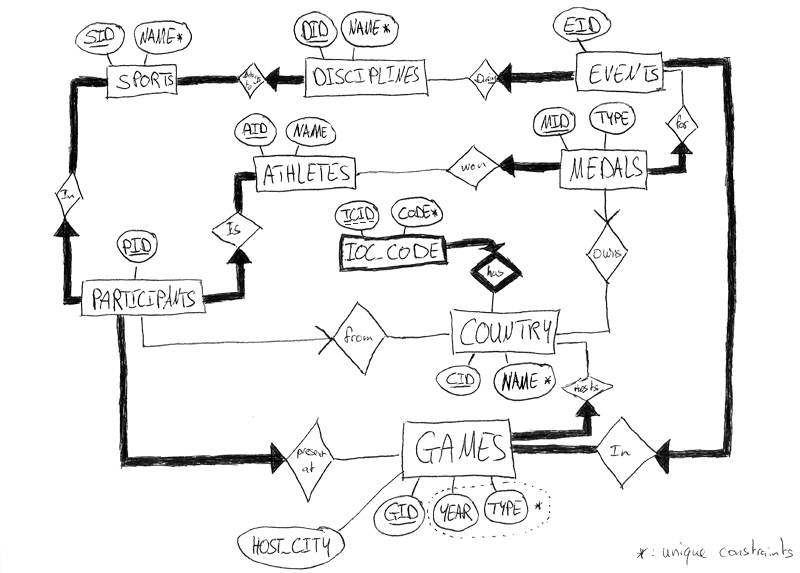 SID NAME* DID NAME* EID
SPORTS belongs to DISCIPLINES During EVENTS
AID NAME MID TYPE for
ATHLETES won MEDALS
In
ICID CODE*
Is
PID IOC_CODE owns
has
PARTICIPANTS
from COUNTRY
CID NAME *
Hosts
present at GAMES In
GID YEAR TYPE *
HOST_CITY
*: unique constraints